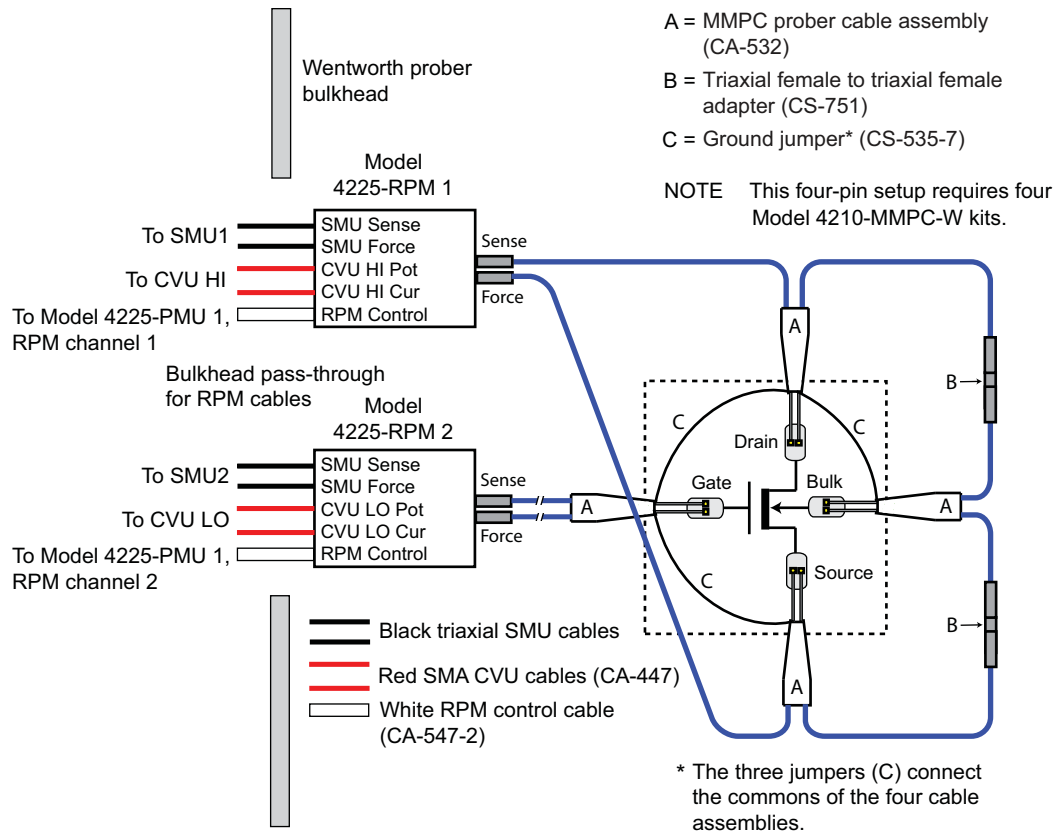 Wentworth prober
bulkhead
A = MMPC prober cable assembly
(CA-532)
B = Triaxial female to triaxial female
adapter (CS-751)
C = Ground jumper* (CS-535-7)
NOTE This four-pin setup requires four
Model 4210-MMPC-W kits.
Model
4225-RPM 1
To SMU1
To CVU HI
To Model 4225-PMU 1,
RPM channel 1
SMU Sense
SMU Force
CVU HI Pot
CVU HI Cur
RPM Control
Sense
Force
Bulkhead pass-through
for RPM cables
Model
4225-RPM 2
To SMU2
To CVU LO
To Model 4225-PMU 1,
RPM channel 2
SMU Sense
SMU Force
CVU LO Pot
CVU LO Cur
RPM Control
Sense
Force
A
A
A
A
B
B
C
C
C
Drain
Gate
Bulk
Source
Black triaxial SMU cables
Red SMA CVU cables (CA-447)
White RPM control cable
(CA-547-2)
* The three jumpers (C) connect
the commons of the four cable
assemblies.